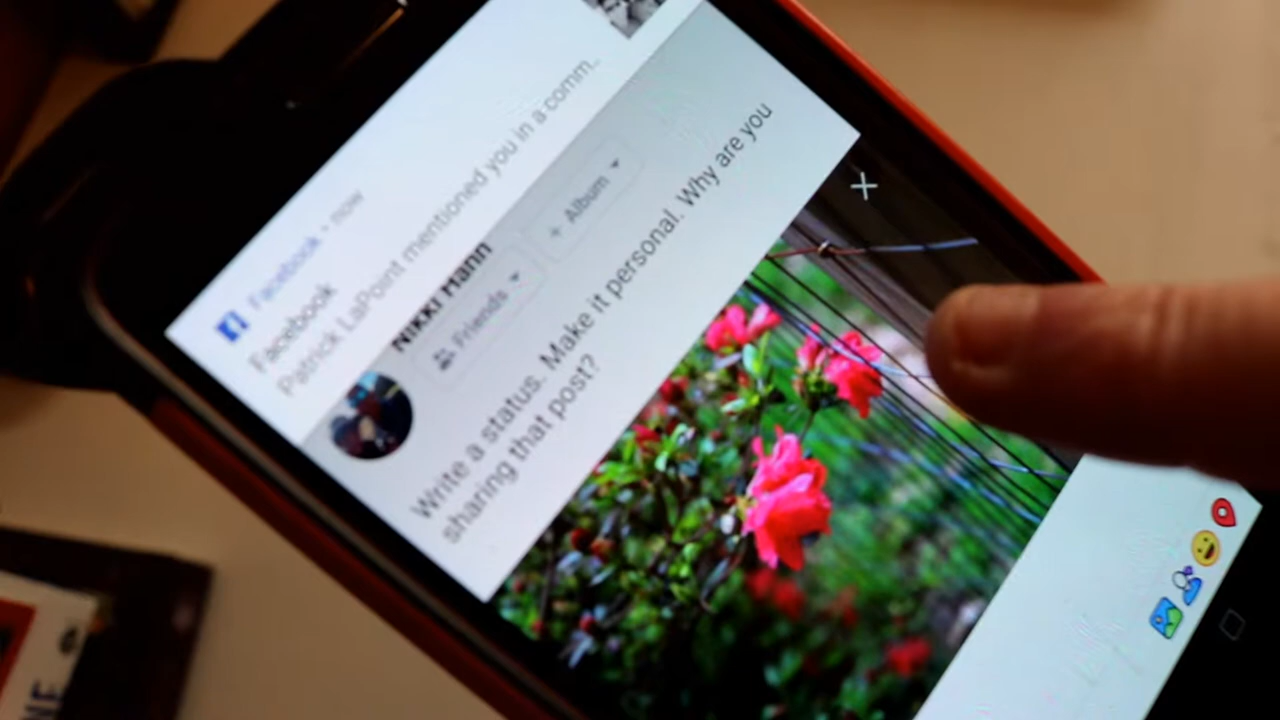 Facebook • now
Facebook
Patrick LaPoint mentioned you in a comm..
Nikki Mann
Friends
+ Album
Write a status. Make it personal. Why are you
sharing that post?